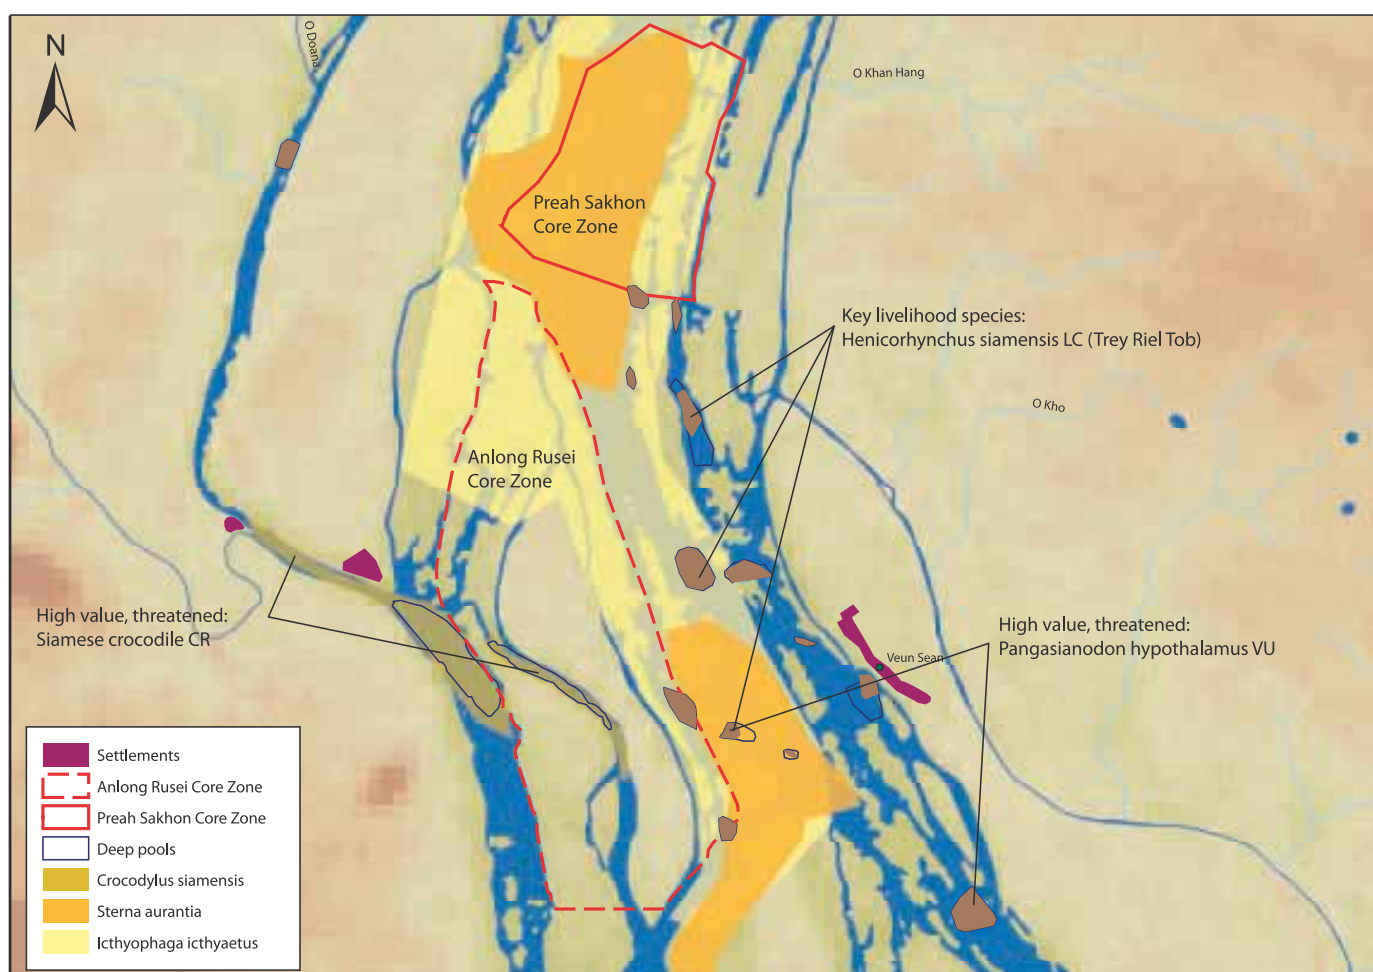 N
O Doana
O Khan Hang
Preah Sakhon
Core Zone
Key livelihood species:
Henicorhynchus siamensis LC (Trey Riel Tob)
O Kho
Anlong Rusei
Core Zone
High value, threatened:
Siamese crocodile CR
High value, threatened:
Pangasianodon hypothalamus VU
Veun Sean
Settlements
Anlong Rusei Core Zone
Preah Sakhon Core Zone
Deep pools
Crocodylus siamensis
Sterna aurantia
Icthyophaga icthyaetus